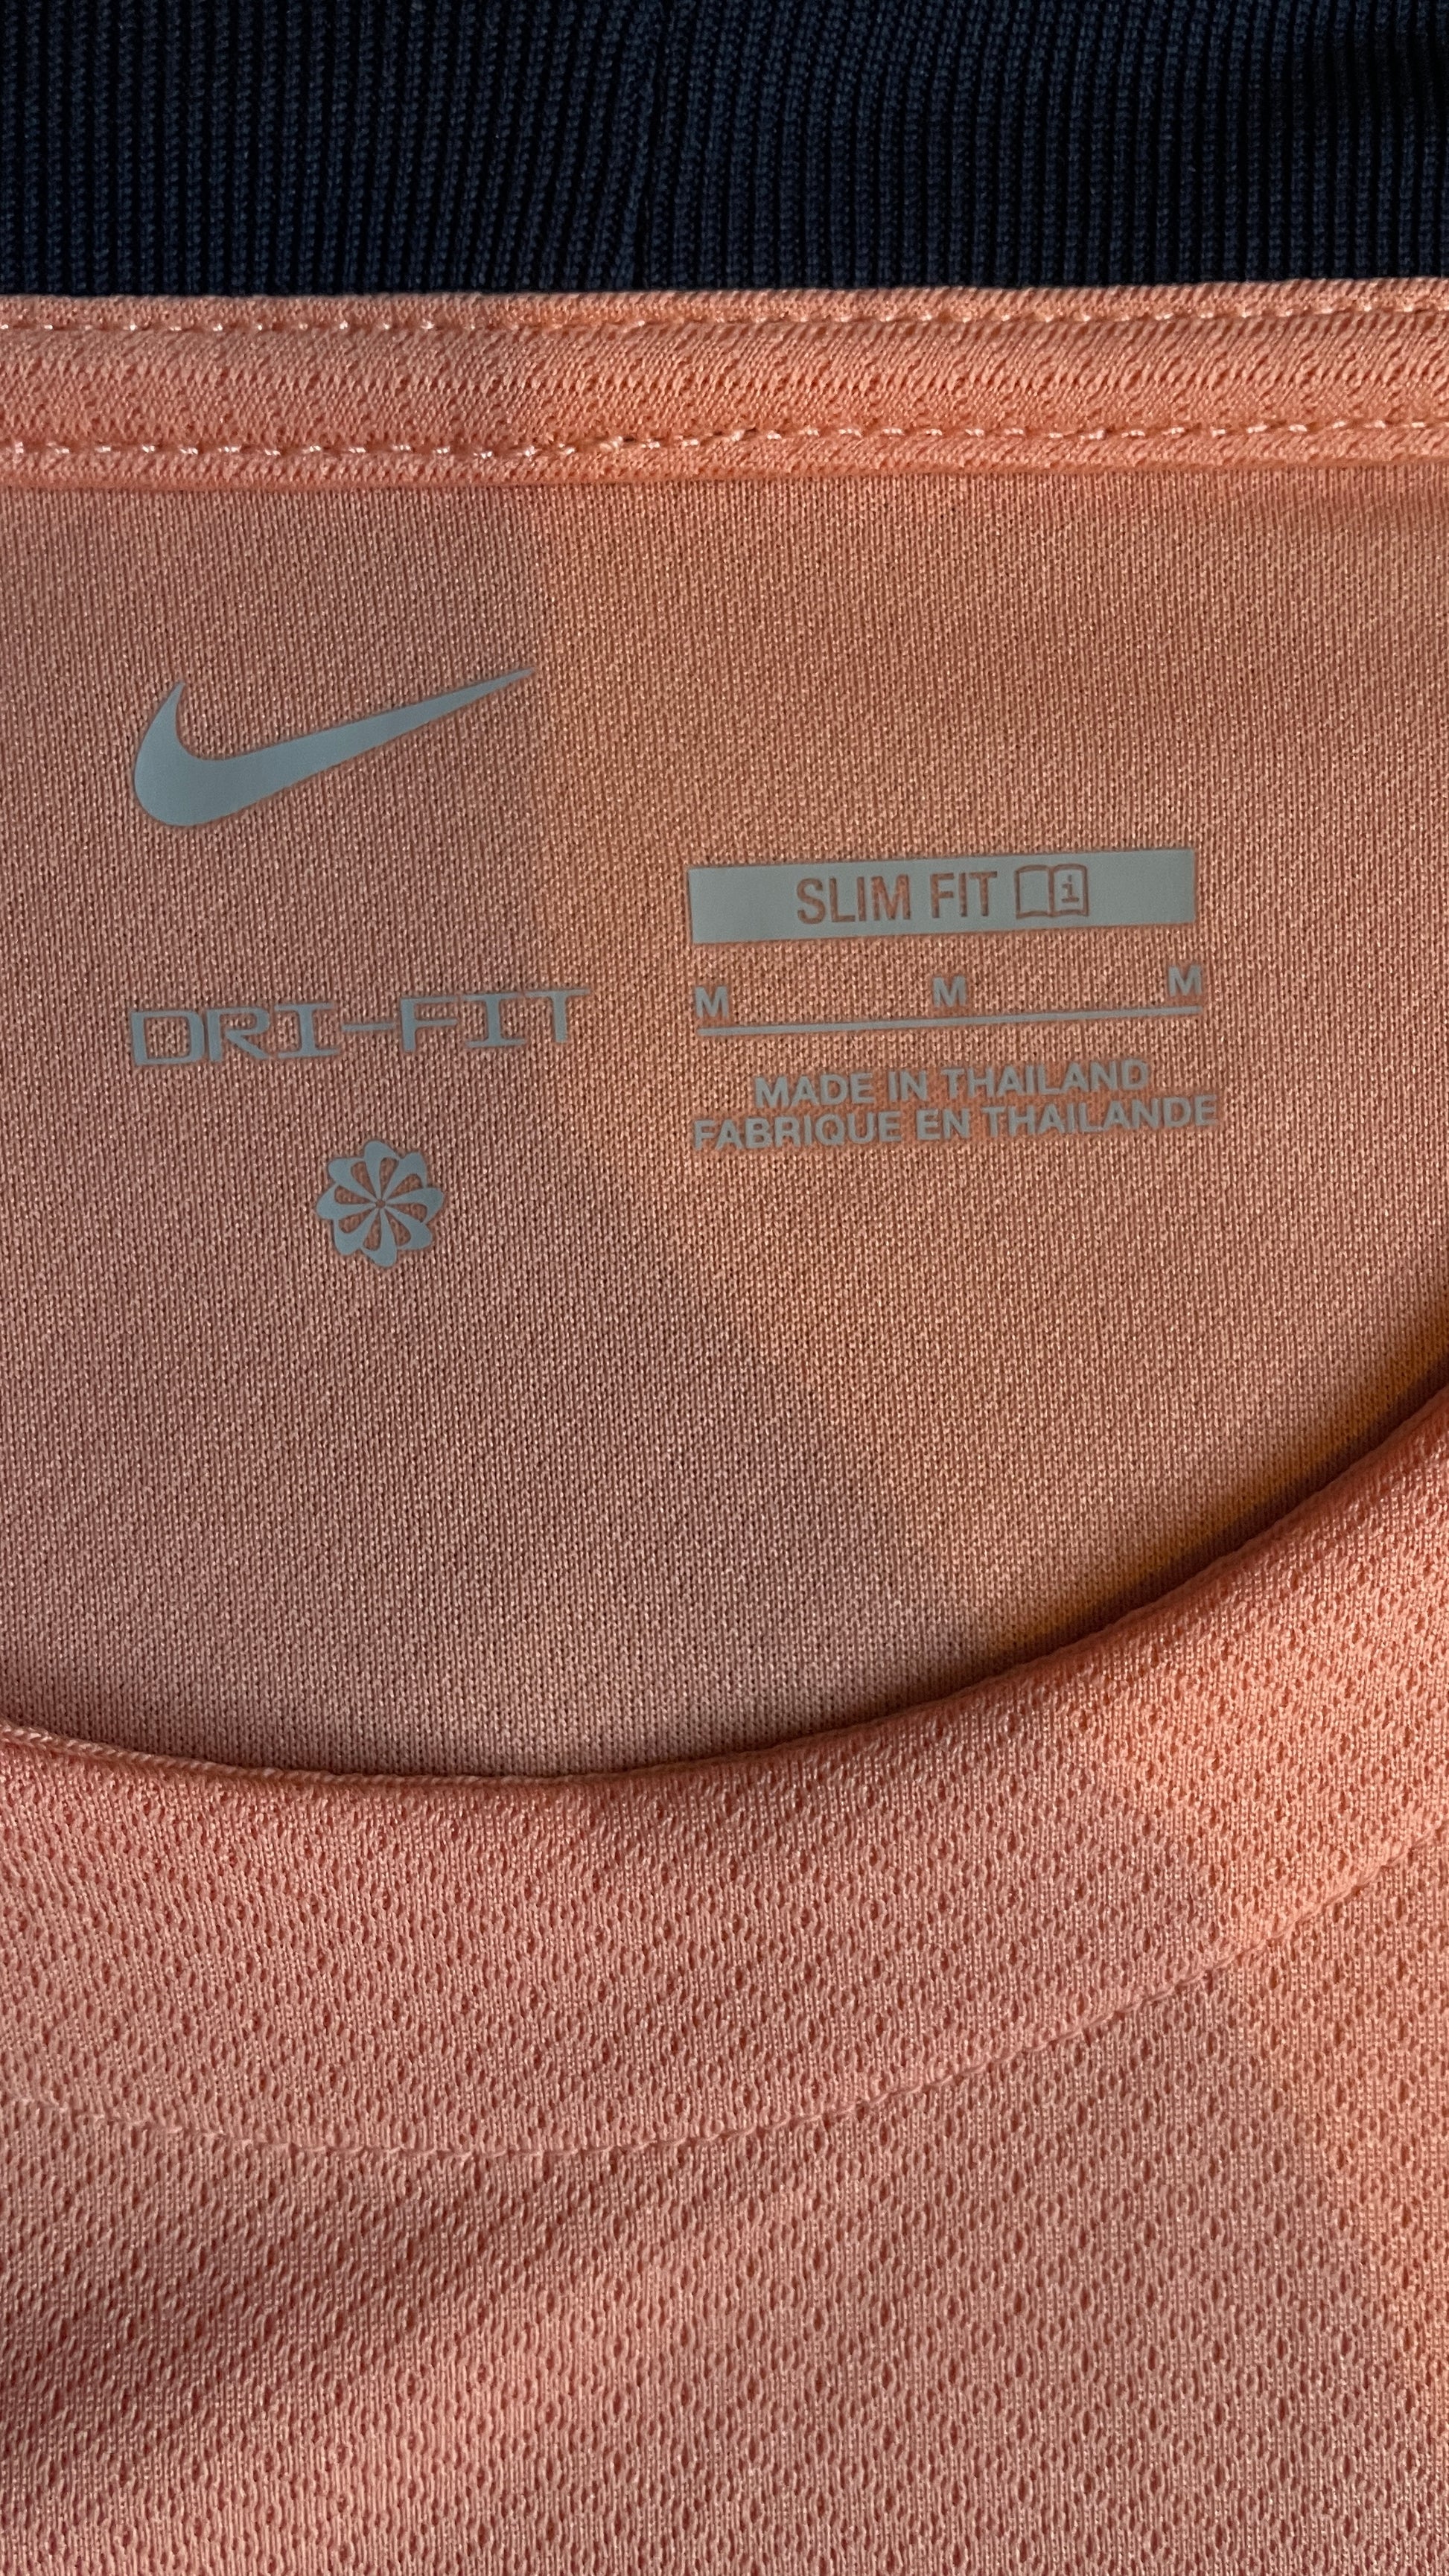 SLIM FIT
M M M
DRI-FIT
MADE IN THAILAND
FABRIQUE EN THAILANDE